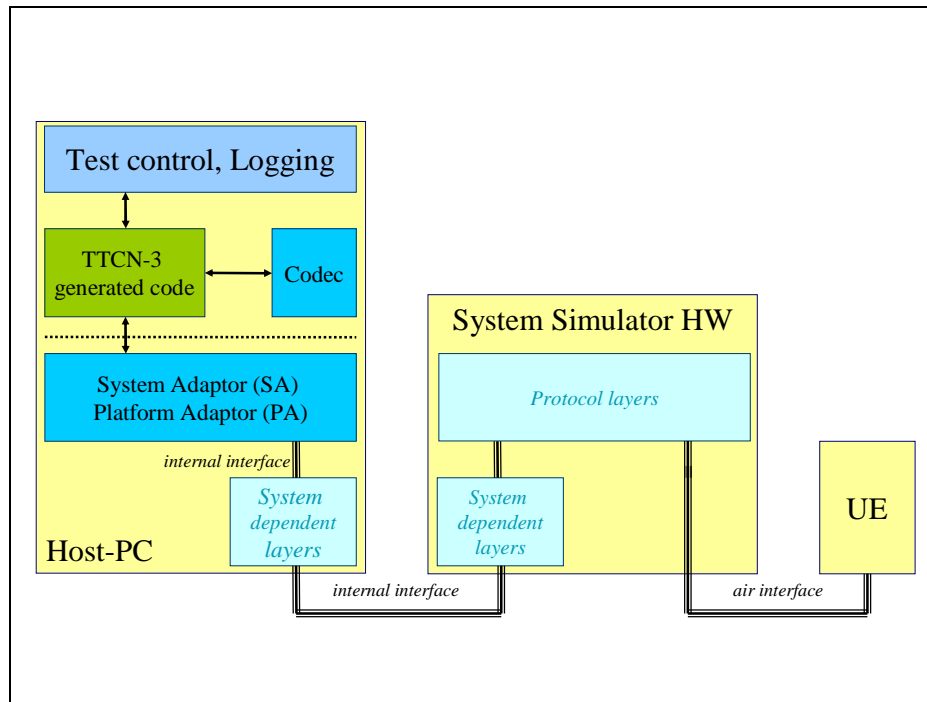 Test control, Logging
TTCN-3
generated code
Codec
System Adaptor (SA)
Platform Adaptor (PA)
internal interface
System
dependent
layers
Host-PC
System Simulator HW
Protocol layers
System
dependent
layers
UE
internal interface
air interface